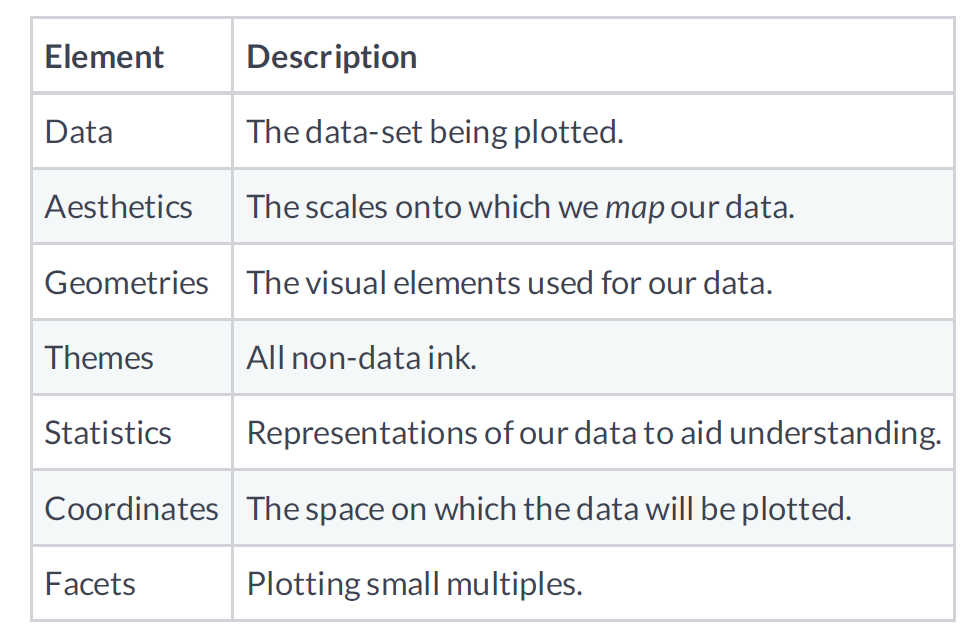 Element Description
Data The data-set being plotted.
Aesthetics The scales onto which we map our data.
Geometries The visual elements used for our data.
Themes All non-data ink.
Statistics Representations of our data to aid understanding.
Coordinates The space on which the data will be plotted.
Facets Plotting small multiples.